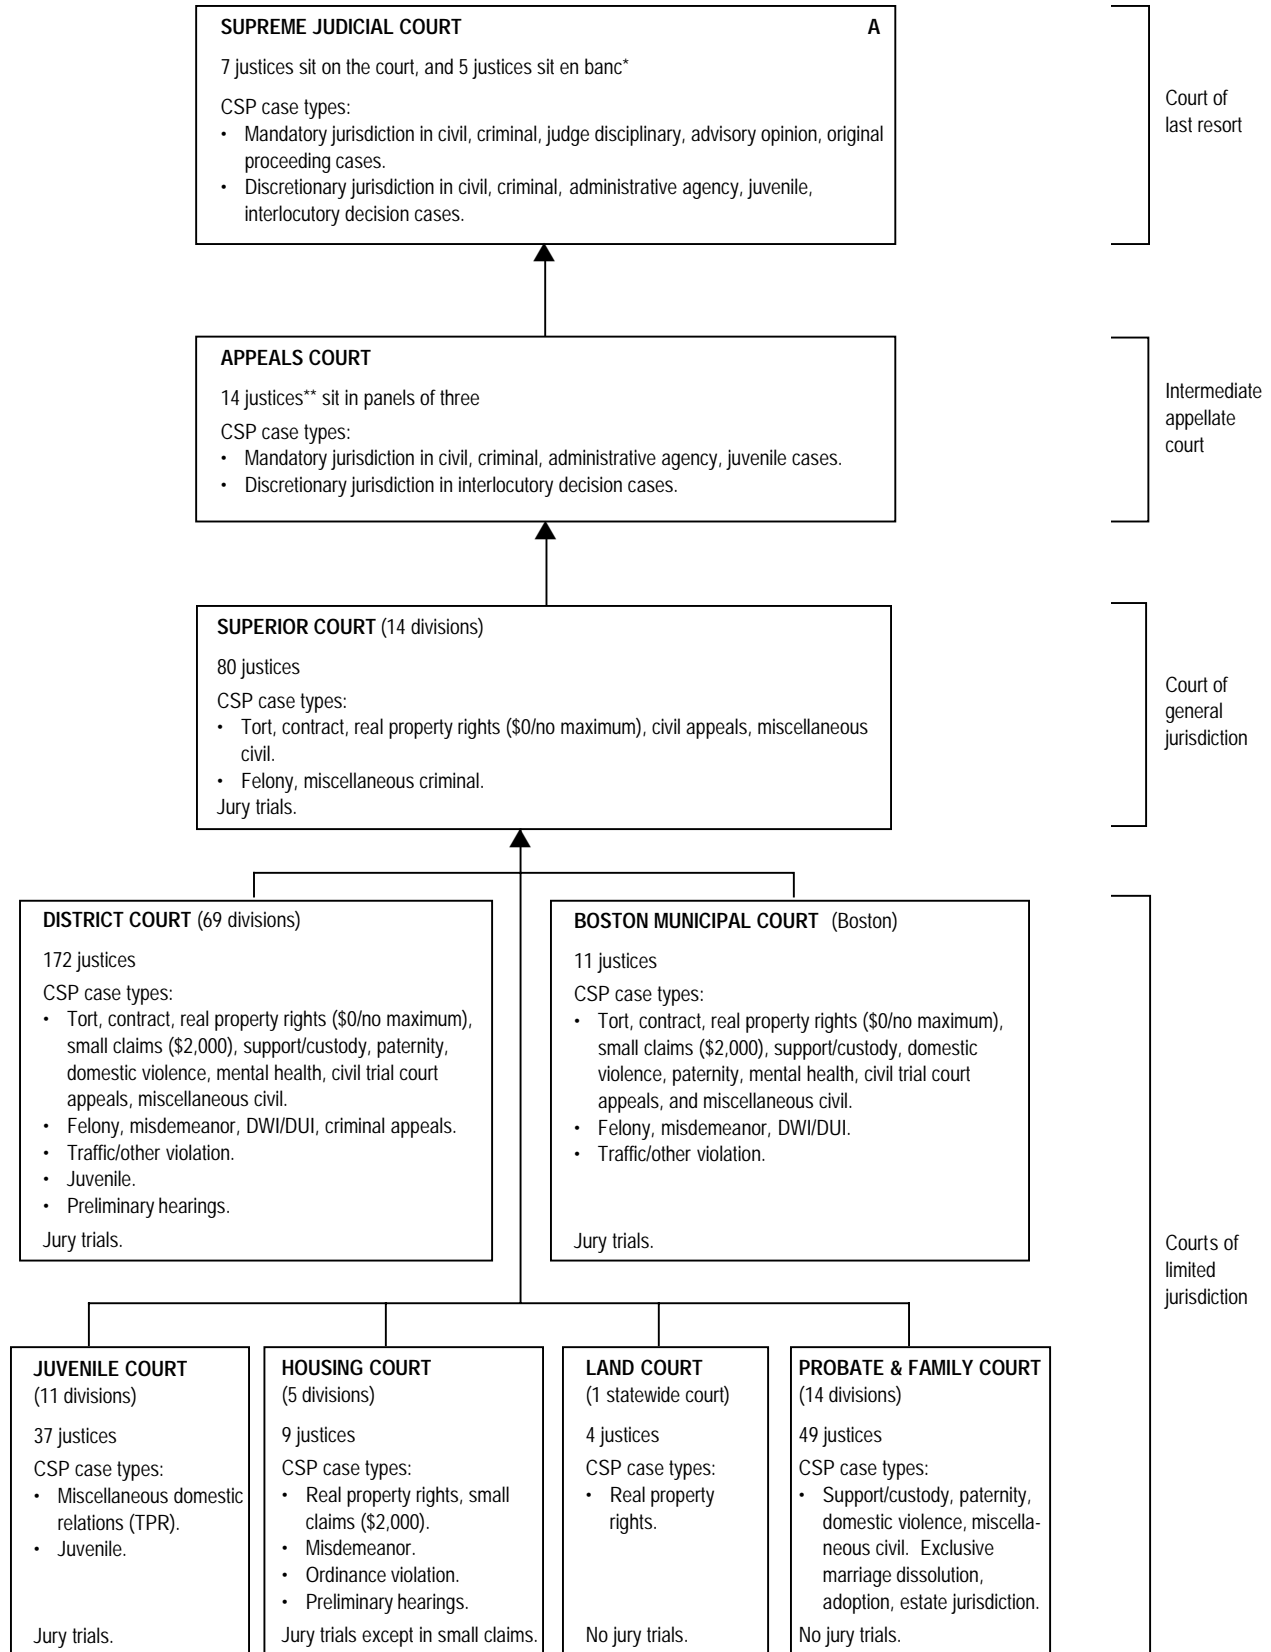 SUPREME JUDICIAL COURT A
7 justices sit on the court, and 5 justices sit en banc*
CSP case types:
• Mandatory jurisdiction in civil, criminal, judge disciplinary, advisory opinion, original
proceeding cases.
• Discretionary jurisdiction in civil, criminal, administrative agency, juvenile,
interlocutory decision cases.
Court of
last resort
APPEALS COURT
14 justices** sit in panels of three
CSP case types:
• Mandatory jurisdiction in civil, criminal, administrative agency, juvenile cases.
• Discretionary jurisdiction in interlocutory decision cases.
Intermediate
appellate
court
SUPERIOR COURT (14 divisions)
80 justices
CSP case types:
• Tort, contract, real property rights ($0/no maximum), civil appeals, miscellaneous
civil.
• Felony, miscellaneous criminal.
Jury trials.
Court of
general
jurisdiction
DISTRICT COURT (69 divisions)
172 justices
CSP case types:
• Tort, contract, real property rights ($0/no maximum),
small claims ($2,000), support/custody, paternity,
domestic violence, mental health, civil trial court
appeals, miscellaneous civil.
• Felony, misdemeanor, DWI/DUI, criminal appeals.
• Traffic/other violation.
• Juvenile.
• Preliminary hearings.
Jury trials.
BOSTON MUNICIPAL COURT (Boston)
11 justices
CSP case types:
• Tort, contract, real property rights ($0/no maximum),
small claims ($2,000), support/custody, domestic
violence, paternity, mental health, civil trial court
appeals, and miscellaneous civil.
• Felony, misdemeanor, DWI/DUI.
• Traffic/other violation.
Jury trials.
Courts of
limited
jurisdiction
JUVENILE COURT
(11 divisions)
37 justices
CSP case types:
• Miscellaneous domestic
relations (TPR).
• Juvenile.
Jury trials.
HOUSING COURT
(5 divisions)
9 justices
CSP case types:
• Real property rights, small
claims ($2,000).
• Misdemeanor.
• Ordinance violation.
• Preliminary hearings.
Jury trials except in small claims.
LAND COURT
(1 statewide court)
4 justices
CSP case types:
• Real property
rights.
No jury trials.
PROBATE & FAMILY COURT
(14 divisions)
49 justices
CSP case types:
• Support/custody, paternity,
domestic violence, miscella-
neous civil. Exclusive
marriage dissolution,
adoption, estate jurisdiction.
No jury trials.